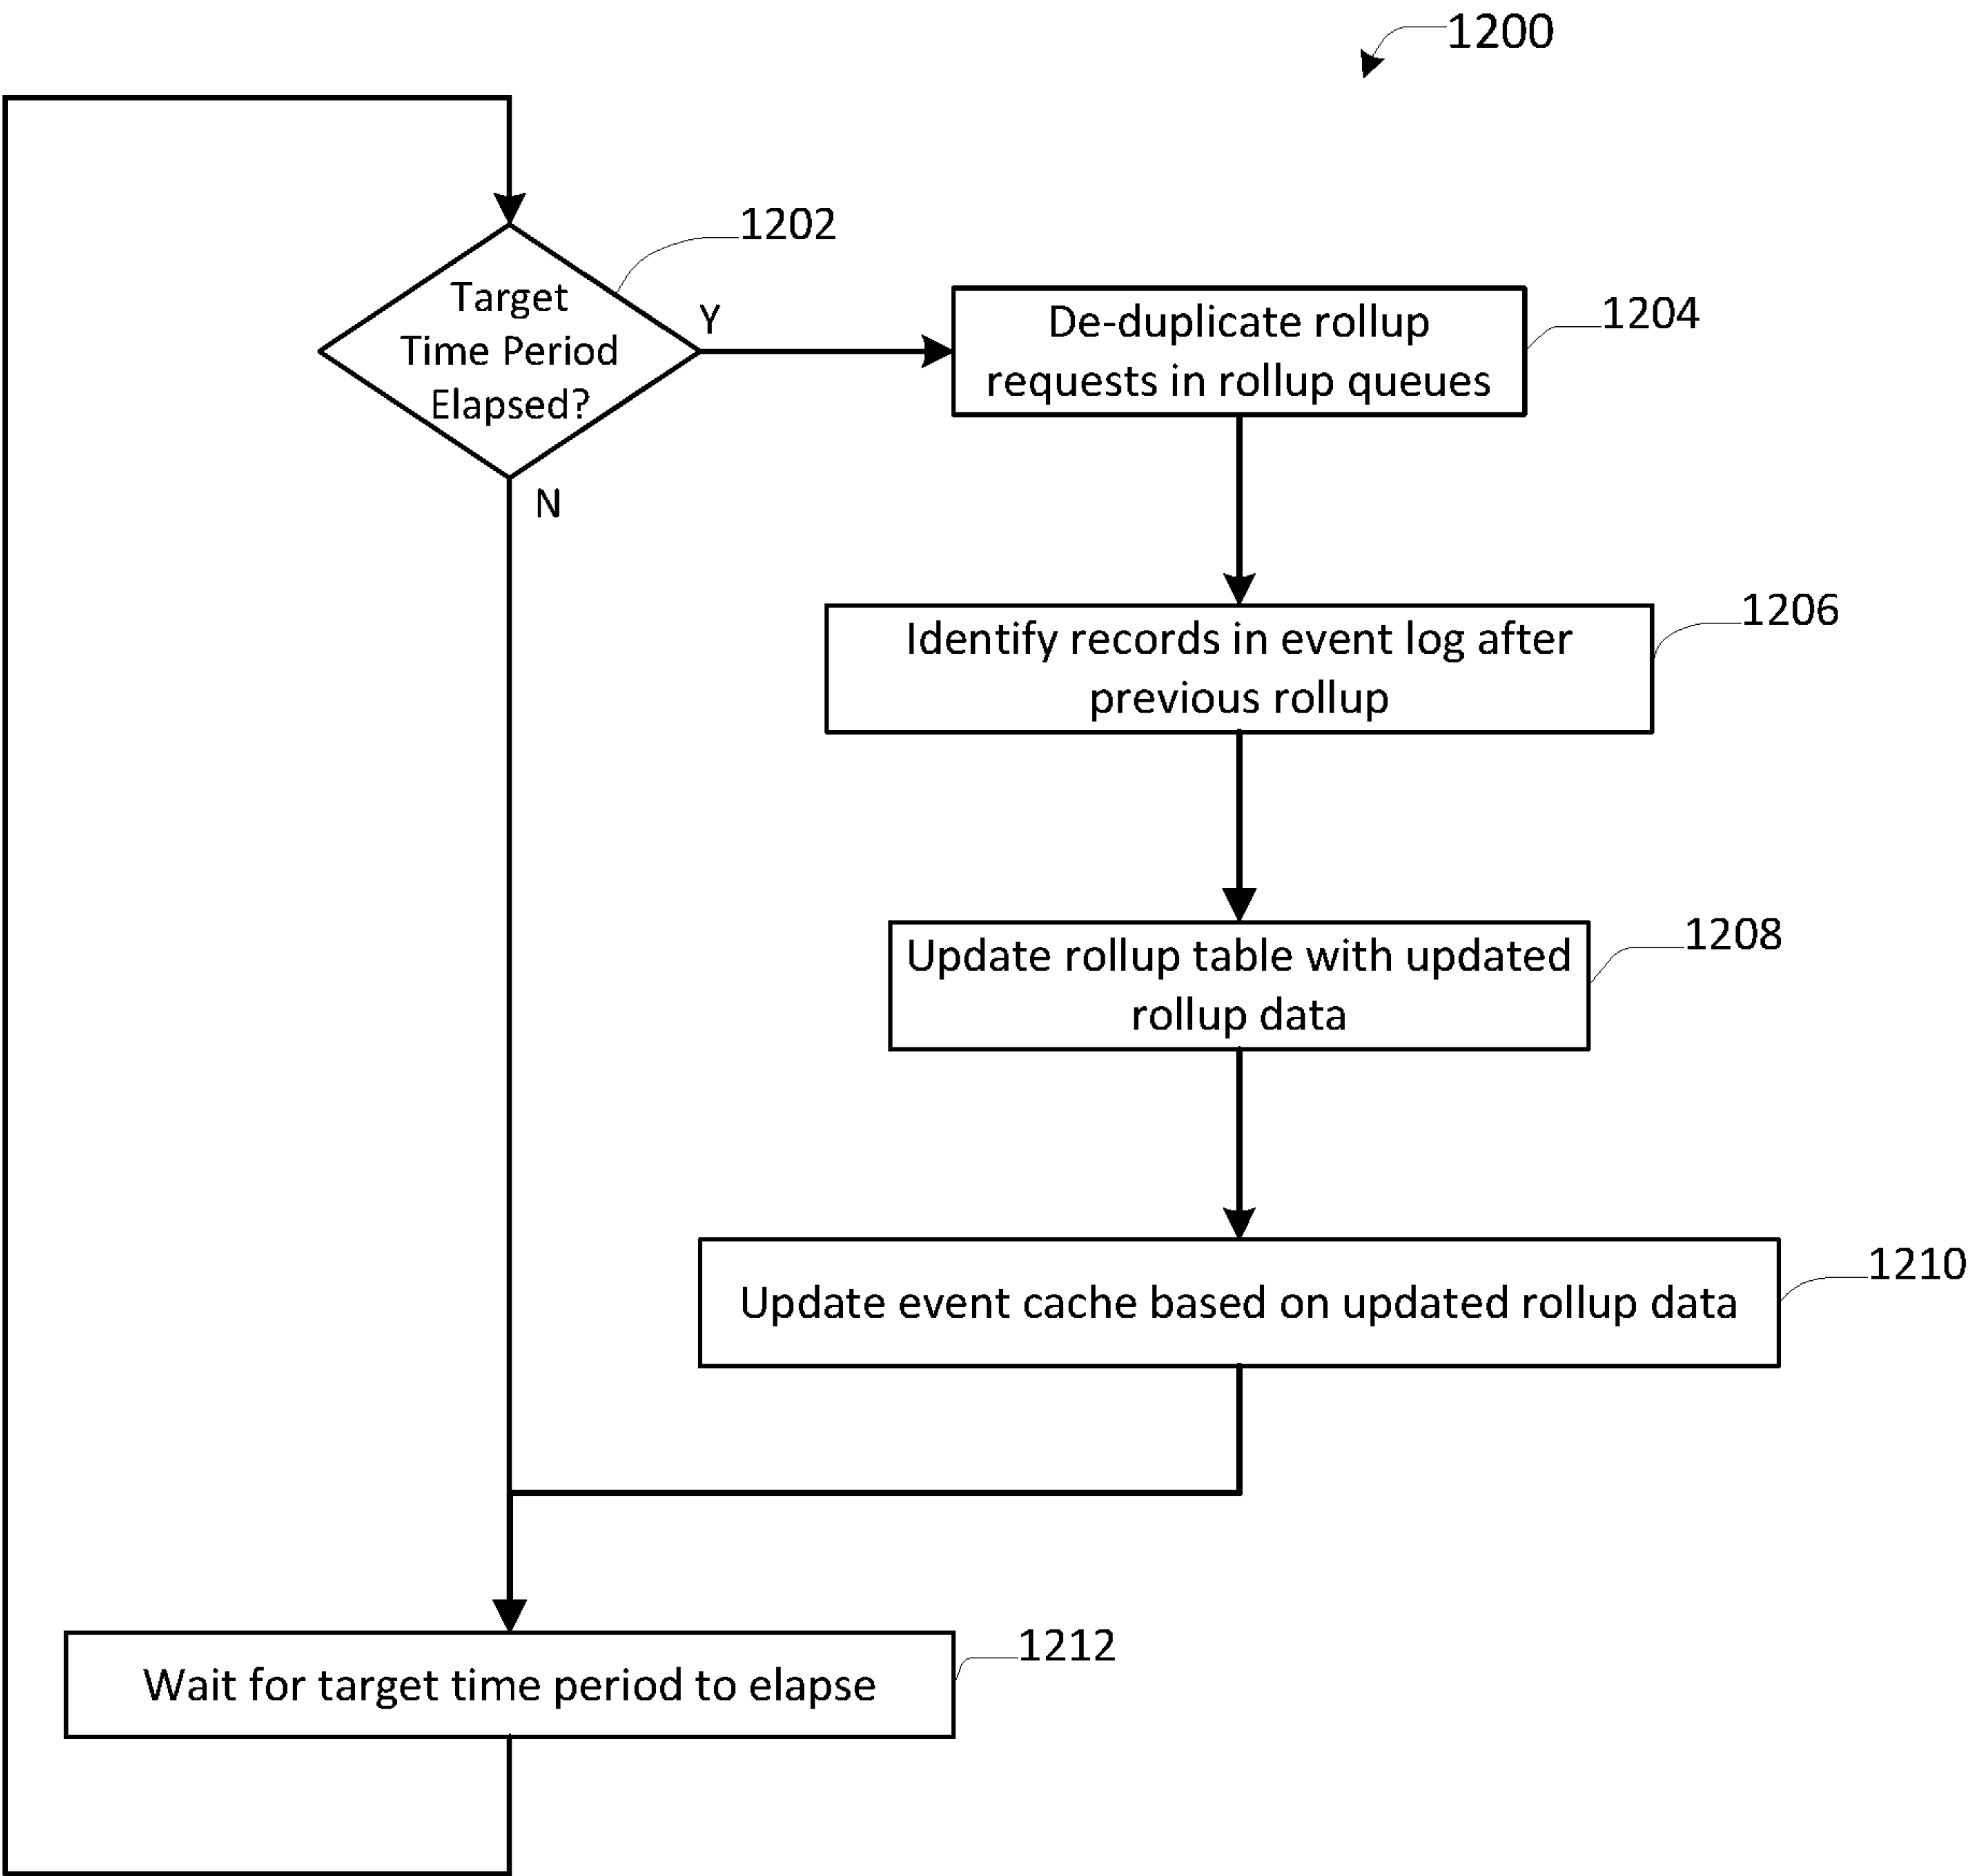 1200
1202
Target
Time Period
Elapsed?
Y
N
De-duplicate rollup
requests in rollup queues
1204
Identify records in event log after
previous rollup
1206
Update rollup table with updated
rollup data
1208
Update event cache based on updated rollup data
1210
Wait for target time period to elapse
1212